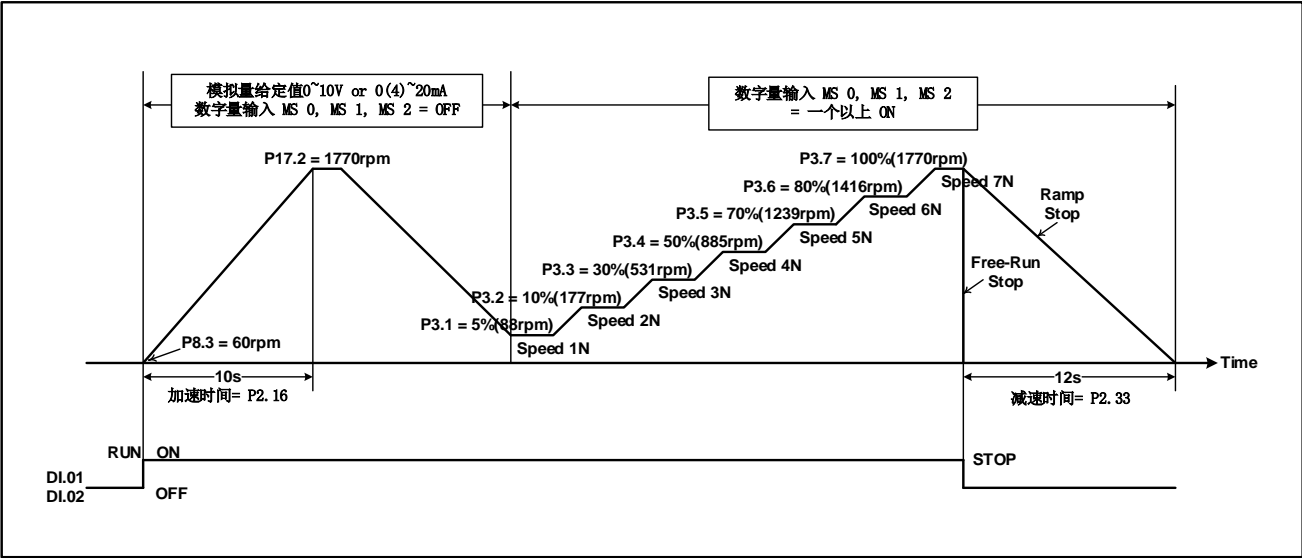 模拟量给定值0~10V or 0(4)~20mA
数字量输入 MS 0, MS 1, MS 2 = OFF
数字量输入 MS 0, MS 1, MS 2
= 一个以上 ON
P17.2 = 1770rpm
P3.7 = 100%(1770rpm)
Speed 7N
P3.6 = 80%(1416rpm)
Speed 6N
P3.5 = 70%(1239rpm)
Speed 5N
P3.4 = 50%(885rpm)
Speed 4N
P3.3 = 30%(531rpm)
Speed 3N
P3.2 = 10%(177rpm)
Speed 2N
P3.1 = 5%(88rpm)
Speed 1N
Ramp
Stop
Free-Run
Stop
P8.3 = 60rpm
Time
10s
加速时间= P2.16
12s
减速时间= P2.33
RUN
ON
STOP
DI.01
DI.02
OFF